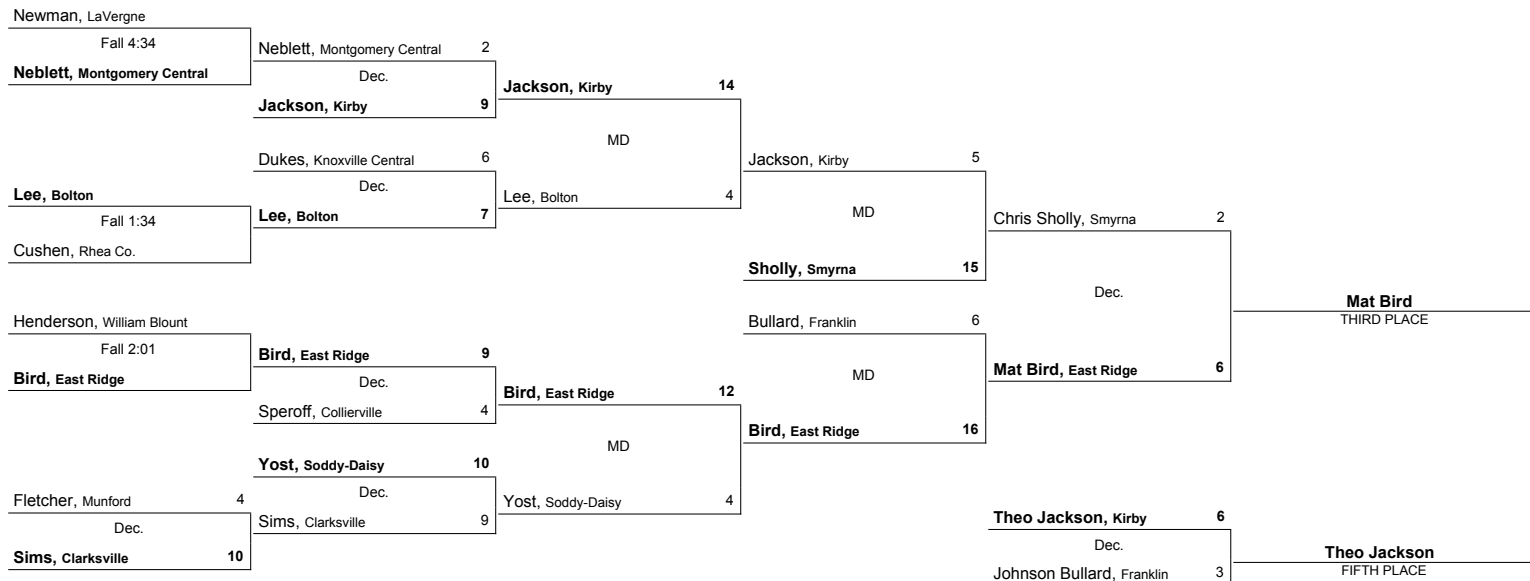 Newman, LaVergne
Fall 4:34
Neblett, Montgomery Central
Lee, Bolton
Fall 1:34
Cushen, Rhea Co.
Henderson, William Blount
Fall 2:01
Bird, East Ridge
Fletcher, Munford 4
Dec.
Sims, Clarksville 10
Neblett, Montgomery Central 2
Dec.
Jackson, Kirby 9
Dukes, Knoxville Central 6
Dec.
Lee, Bolton 7
Bird, East Ridge 9
Dec.
Speroff, Collierville 4
Yost, Soddy-Daisy 10
Dec.
Sims, Clarksville 9
Jackson, Kirby 14
MD
Lee, Bolton 4
Bird, East Ridge 12
MD
Yost, Soddy-Daisy 4
Jackson, Kirby 5
MD
Sholly, Smyrna 15
Bullard, Franklin 6
MD
Bird, East Ridge 16
Chris Sholly, Smyrna 2
Dec.
Mat Bird, East Ridge 6
Mat Bird
THIRD PLACE
Theo Jackson, Kirby 6
Dec.
Johnson Bullard, Franklin 3
Theo Jackson
FIFTH PLACE